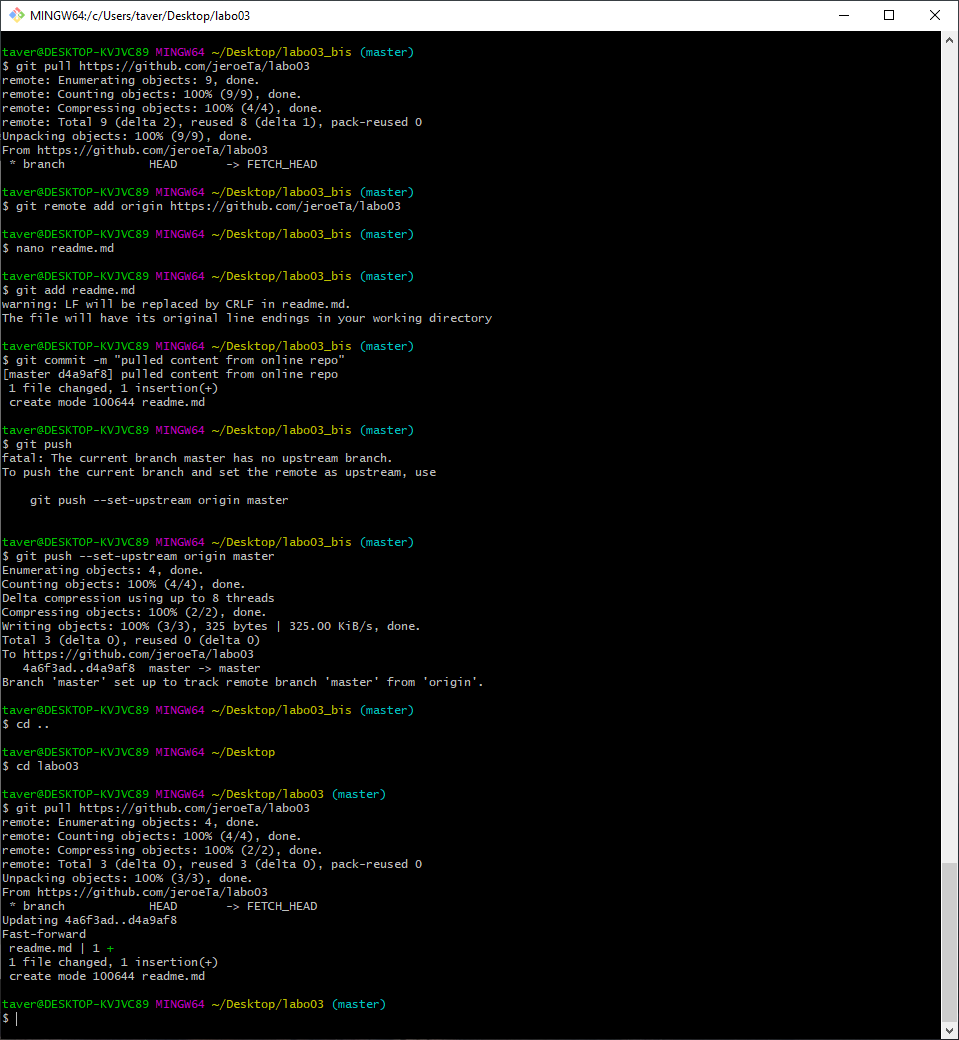 MINGW64:/c/Users/taver/Desktop/labo03
taver@DESKTOP-KVJVC89 MINGW64 ~/Desktop/labo03_bis (master)
$ git pull https://github.com/jeroeTa/labo03
remote: Enumerating objects: 9, done.
remote: Counting objects: 100% (9/9), done.
remote: Compressing objects: 100% (4/4), done.
remote: Total 9 (delta 2), reused 8 (delta 1), pack-reused 0
Unpacking objects: 100% (9/9), done.
From https://github.com/jeroeTa/labo03
 * branch            HEAD       -> FETCH_HEAD
taver@DESKTOP-KVJVC89 MINGW64 ~/Desktop/labo03_bis (master)
$ git remote add origin https://github.com/jeroeTa/labo03
taver@DESKTOP-KVJVC89 MINGW64 ~/Desktop/labo03_bis (master)
$ nano readme.md
taver@DESKTOP-KVJVC89 MINGW64 ~/Desktop/labo03_bis (master)
$ git add readme.md
warning: LF will be replaced by CRLF in readme.md.
The file will have its original line endings in your working directory
taver@DESKTOP-KVJVC89 MINGW64 ~/Desktop/labo03_bis (master)
$ git commit -m "pulled content from online repo"
[master d4a9af8] pulled content from online repo
 1 file changed, 1 insertion(+)
 create mode 100644 readme.md
taver@DESKTOP-KVJVC89 MINGW64 ~/Desktop/labo03_bis (master)
$ git push
fatal: The current branch master has no upstream branch.
To push the current branch and set the remote as upstream, use
    git push --set-upstream origin master
taver@DESKTOP-KVJVC89 MINGW64 ~/Desktop/labo03_bis (master)
$ git push --set-upstream origin master
Enumerating objects: 4, done.
Counting objects: 100% (4/4), done.
Delta compression using up to 8 threads
Compressing objects: 100% (2/2), done.
Writing objects: 100% (3/3), 325 bytes | 325.00 KiB/s, done.
Total 3 (delta 0), reused 0 (delta 0)
To https://github.com/jeroeTa/labo03
   4a6f3ad..d4a9af8  master -> master
Branch 'master' set up to track remote branch 'master' from 'origin'.
taver@DESKTOP-KVJVC89 MINGW64 ~/Desktop/labo03_bis (master)
$ cd ..
taver@DESKTOP-KVJVC89 MINGW64 ~/Desktop
$ cd labo03
taver@DESKTOP-KVJVC89 MINGW64 ~/Desktop/labo03 (master)
$ git pull https://github.com/jeroeTa/labo03
remote: Enumerating objects: 4, done.
remote: Counting objects: 100% (4/4), done.
remote: Compressing objects: 100% (2/2), done.
remote: Total 3 (delta 0), reused 3 (delta 0), pack-reused 0
Unpacking objects: 100% (3/3), done.
From https://github.com/jeroeTa/labo03
 * branch            HEAD       -> FETCH_HEAD
Updating 4a6f3ad..d4a9af8
Fast-forward
 readme.md | 1 +
 1 file changed, 1 insertion(+)
 create mode 100644 readme.md
taver@DESKTOP-KVJVC89 MINGW64 ~/Desktop/labo03 (master)
$